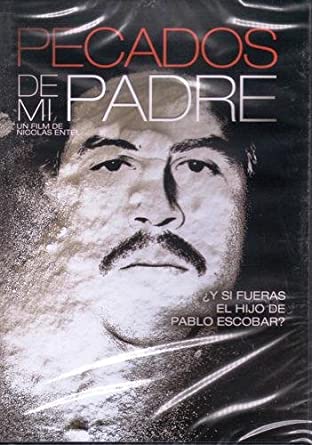 PECADOS
DE MI PADRE
UN FILM DE
NICOLAS ENTEL
¿Y SI FUERAS
EL HIJO DE
PABLO ESCOBAR?